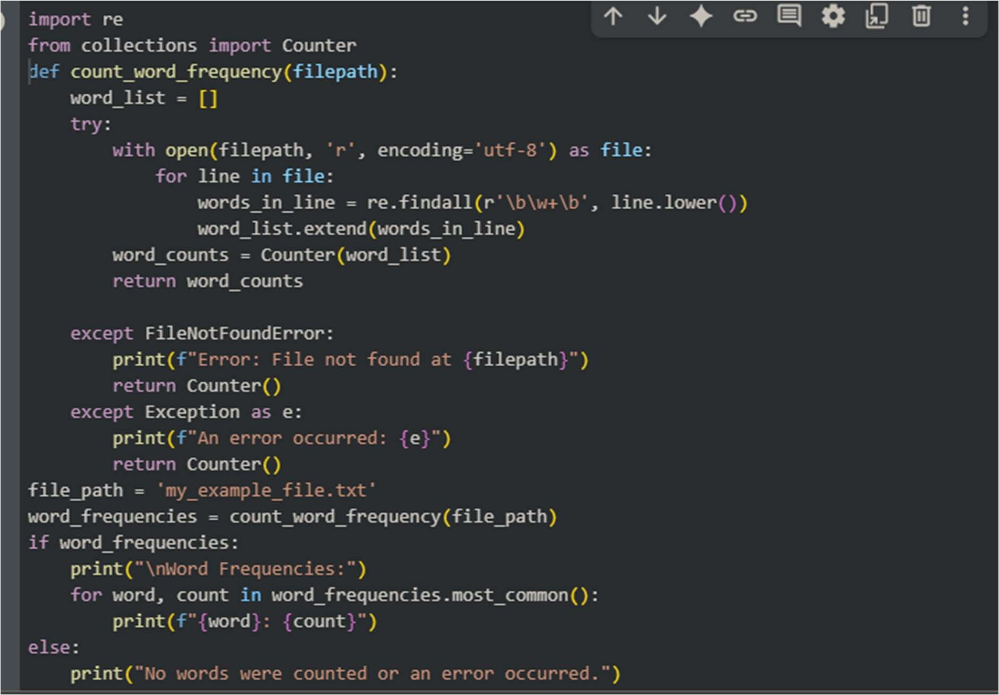 import re
from collections import Counter
def count_word_frequency(filepath):
    word_list = []
    try:
        with open(filepath, 'r', encoding='utf-8') as file:
            for line in file:
                words_in_line = re.findall(r'\b\w+\b', line.lower())
                word_list.extend(words_in_line)
        word_counts = Counter(word_list)
        return word_counts

    except FileNotFoundError:
        print(f"Error: File not found at {filepath}")
        return Counter()
    except Exception as e:
        print(f"An error occurred: {e}")
        return Counter()
file_path = 'my_example_file.txt'
word_frequencies = count_word_frequency(file_path)
if word_frequencies:
    print("\nWord Frequencies:")
    for word, count in word_frequencies.most_common():
        print(f"{word}: {count}")
else:
    print("No words were counted or an error occurred.")